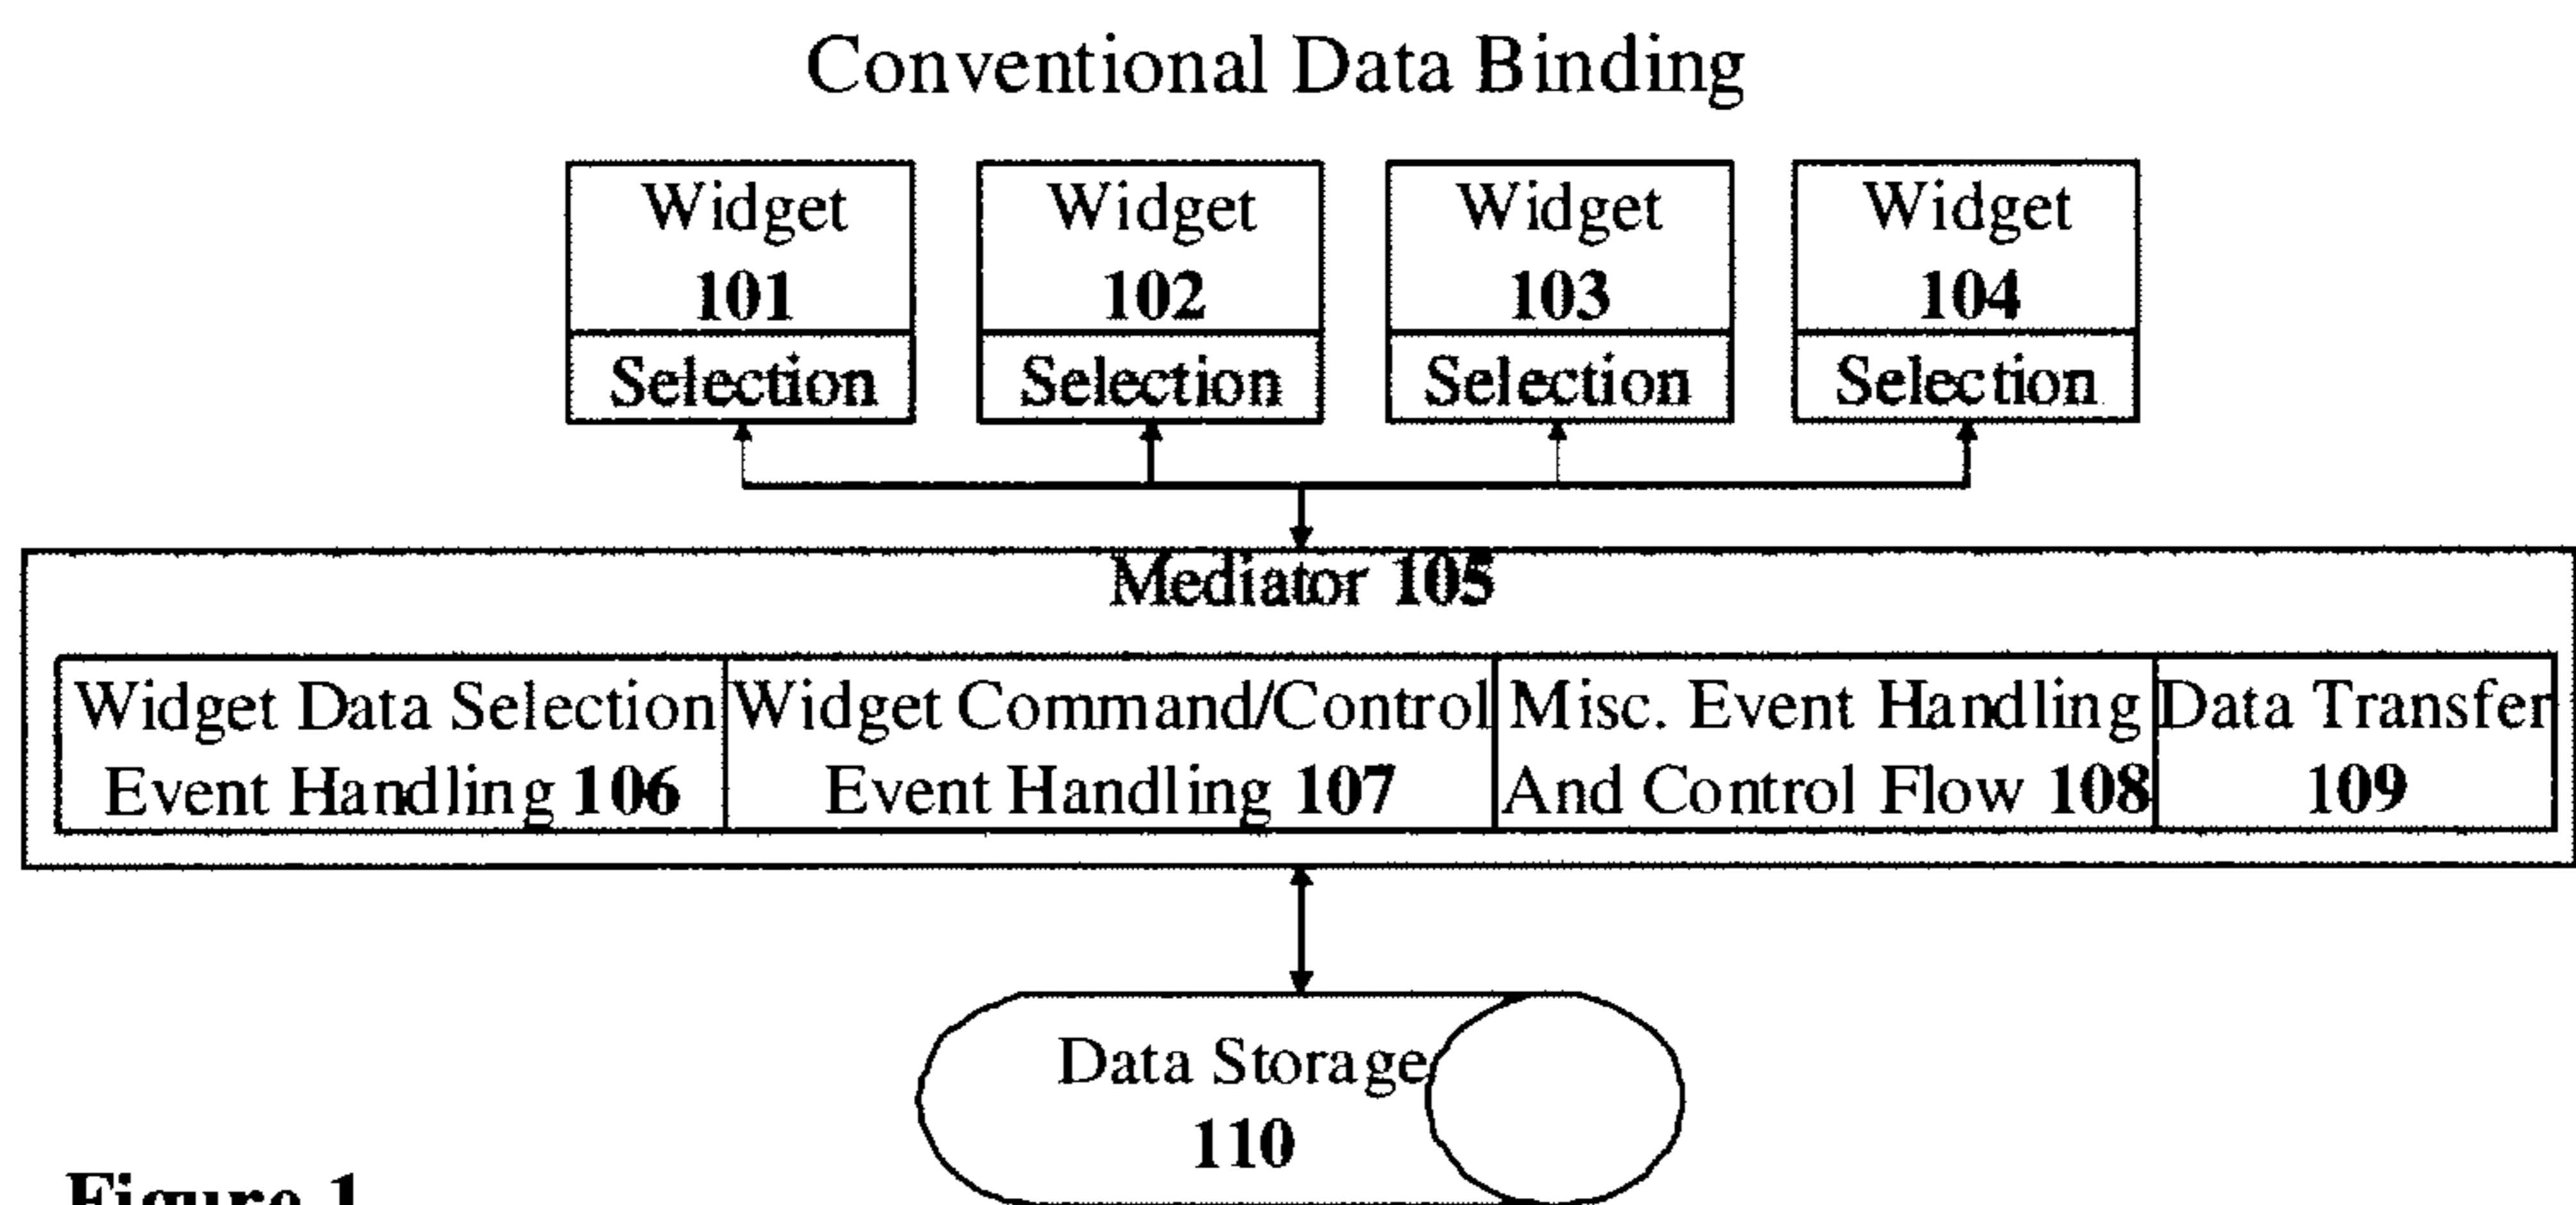 Conventional Data Binding
Widget
101
Selection
Widget
102
Selection
Widget
103
Selection
Widget
104
Selection
Mediator 105
Widget Data Selection
Event Handling 106
Widget Command/Control
Event Handling 107
Misc. Event Handling
And Control Flow 108
Data Transfer
109
Data Storage
110
Figure 1